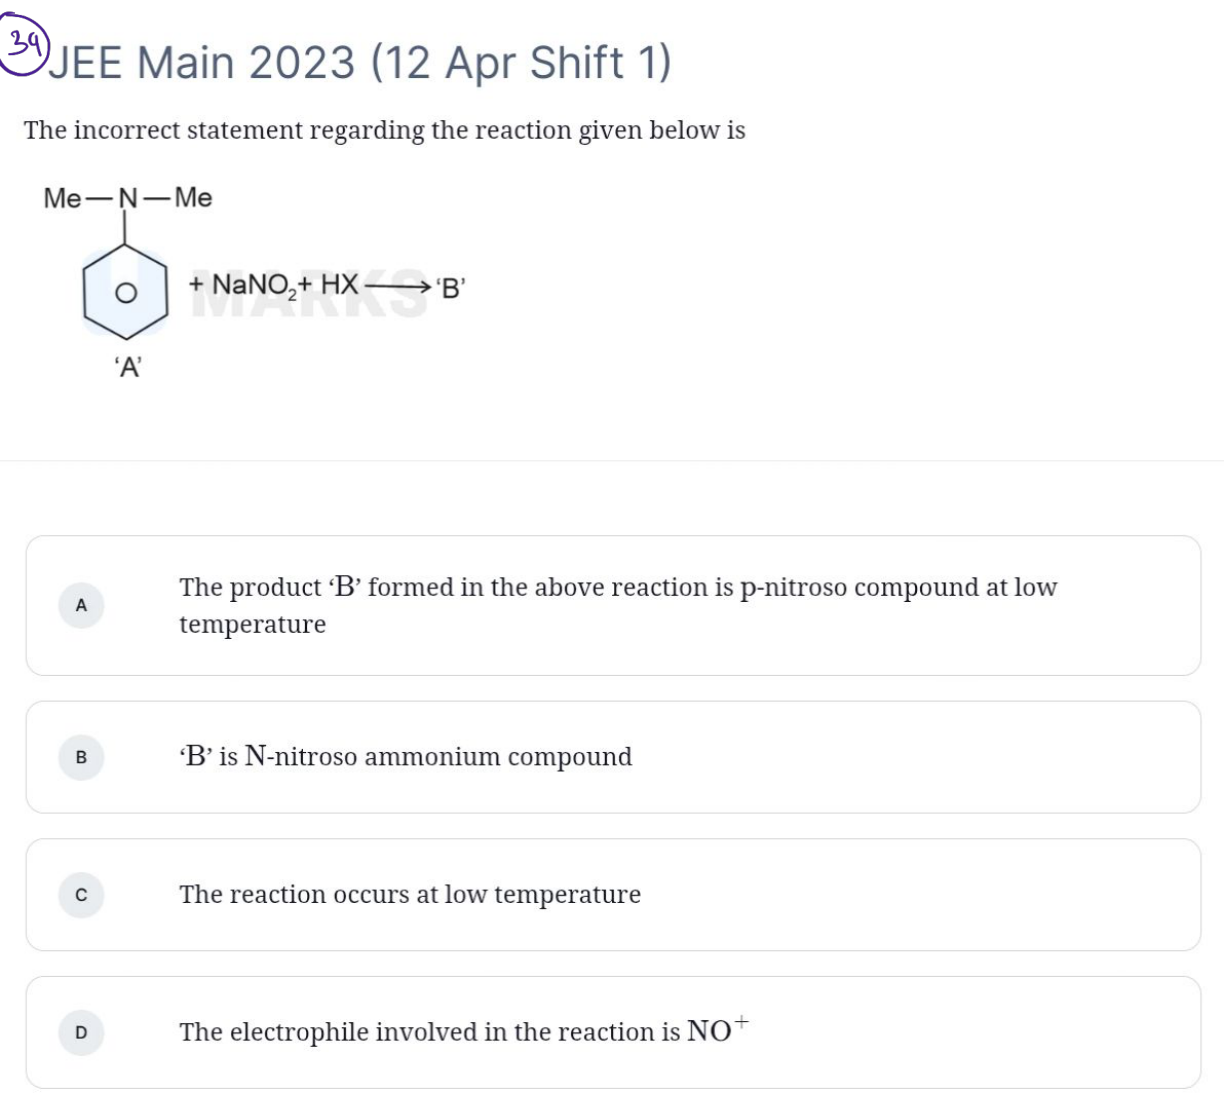 39
JEE Main 2023 (12 Apr Shift 1)
The incorrect statement regarding the reaction given below is
Me—N—Me
MARKS
+ NaNO₂+ HX ⟶ ‘B’
‘A’
A
The product ‘B’ formed in the above reaction is p-nitroso compound at low
temperature
B
‘B’ is N-nitroso ammonium compound
C
The reaction occurs at low temperature
D
The electrophile involved in the reaction is NO⁺